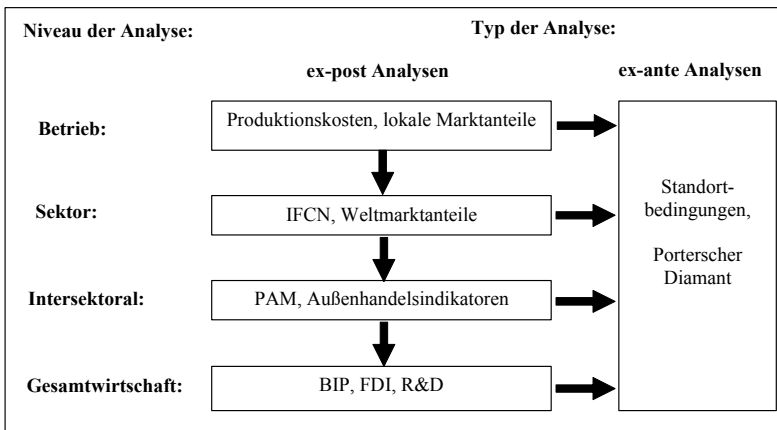 Niveau der Analyse: Typ der Analyse:
ex-post Analysen ex-ante Analysen
Betrieb: Produktionskosten, lokale Marktanteile
Sektor: IFCN, Weltmarktanteile
Standort-
bedingungen,
Porterscher
Diamant
Intersektoral: PAM, Außenhandelsindikatoren
Gesamtwirtschaft: BIP, FDI, R&D